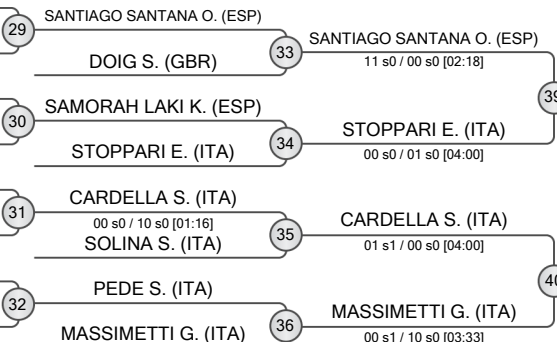 29
SANTIAGO SANTANA O. (ESP)
DOIG S. (GBR)
33
SANTIAGO SANTANA O. (ESP)
11 s0 / 00 s0 [02:18]
30
SAMORAH LAKI K. (ESP)
STOPPARI E. (ITA)
34
STOPPARI E. (ITA)
00 s0 / 01 s0 [04:00]
39
31
CARDELLA S. (ITA)
00 s0 / 10 s0 [01:16]
SOLINA S. (ITA)
35
CARDELLA S. (ITA)
01 s1 / 00 s0 [04:00]
32
PEDE S. (ITA)
MASSIMETTI G. (ITA)
36
MASSIMETTI G. (ITA)
00 s1 / 10 s0 [03:33]
40